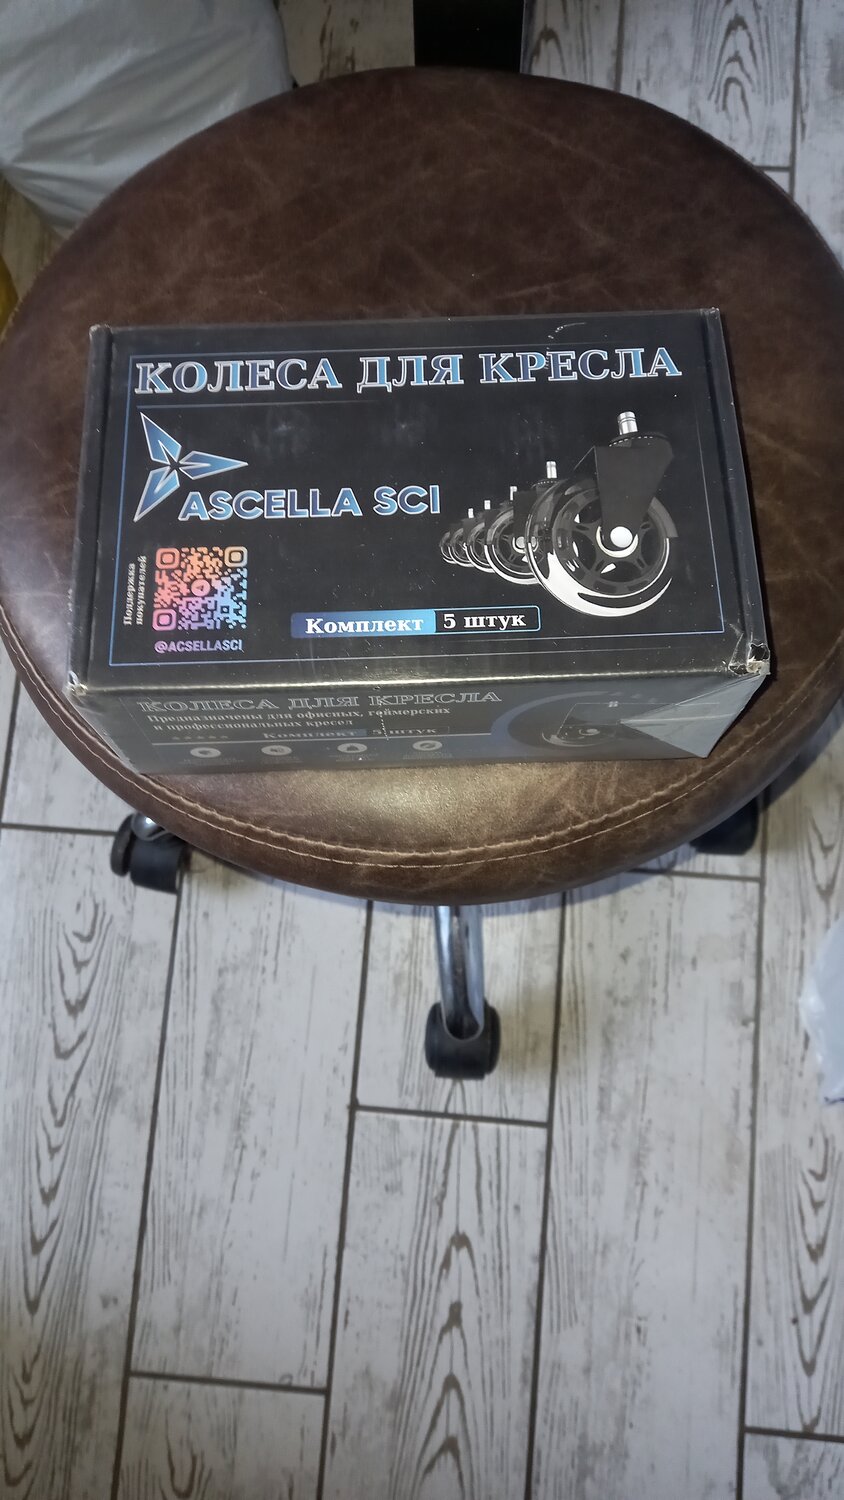 КОЛЕСА ДЛЯ КРЕСЛА
ASCELLA SCI
Поддержка
покупателей
@ACSELLASCI
Комплект 5 штук
КОЛЕСА ДЛЯ КРЕСЛА
Предназначены для офисных, геймерских
и профессиональных кресел
Комплект 5 штук